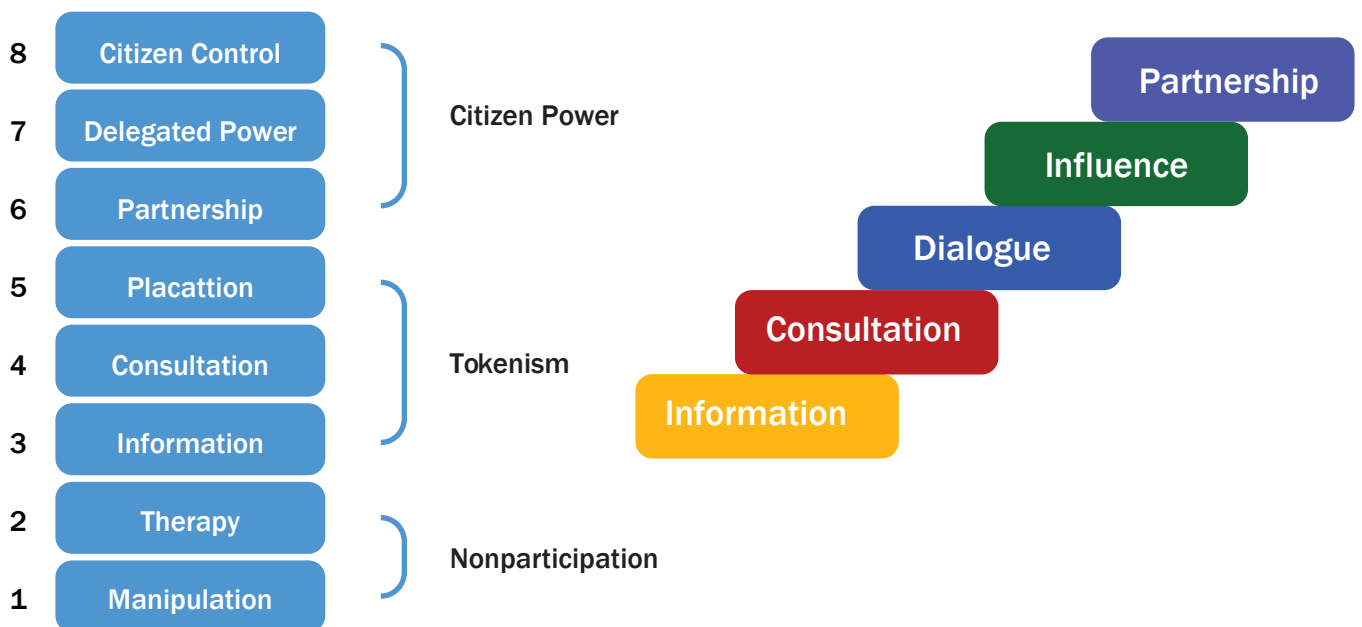 8 Citizen Control
7 Delegated Power
Citizen Power
6 Partnership
5 Placattion
4 Consultation
Tokenism
3 Information
2 Therapy
Nonparticipation
1 Manipulation
Partnership
Influence
Dialogue
Consultation
Information